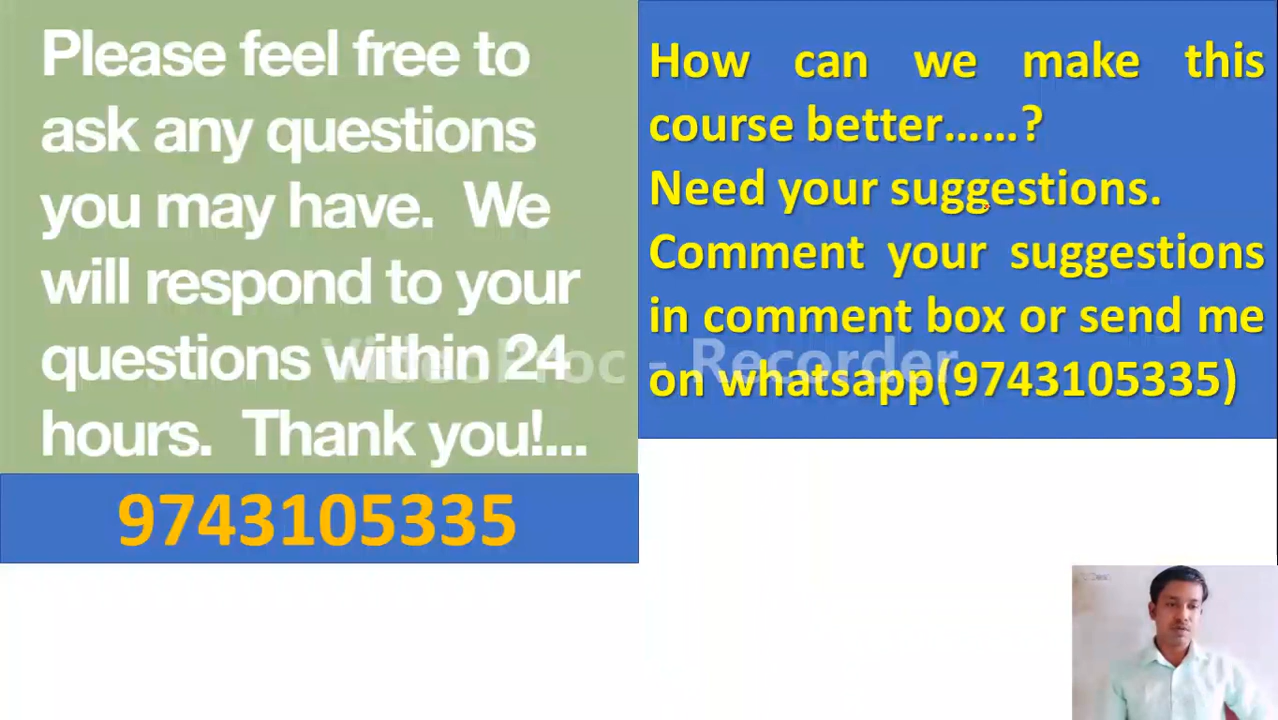 Please feel free to
ask any questions
you may have. We
will respond to your
questions within 24
hours. Thank you!...
9743105335
How can we make this
course better......?
Need your suggestions.
Comment your suggestions
in comment box or send me
on whatsapp(9743105335)
VideoProc - Recorder